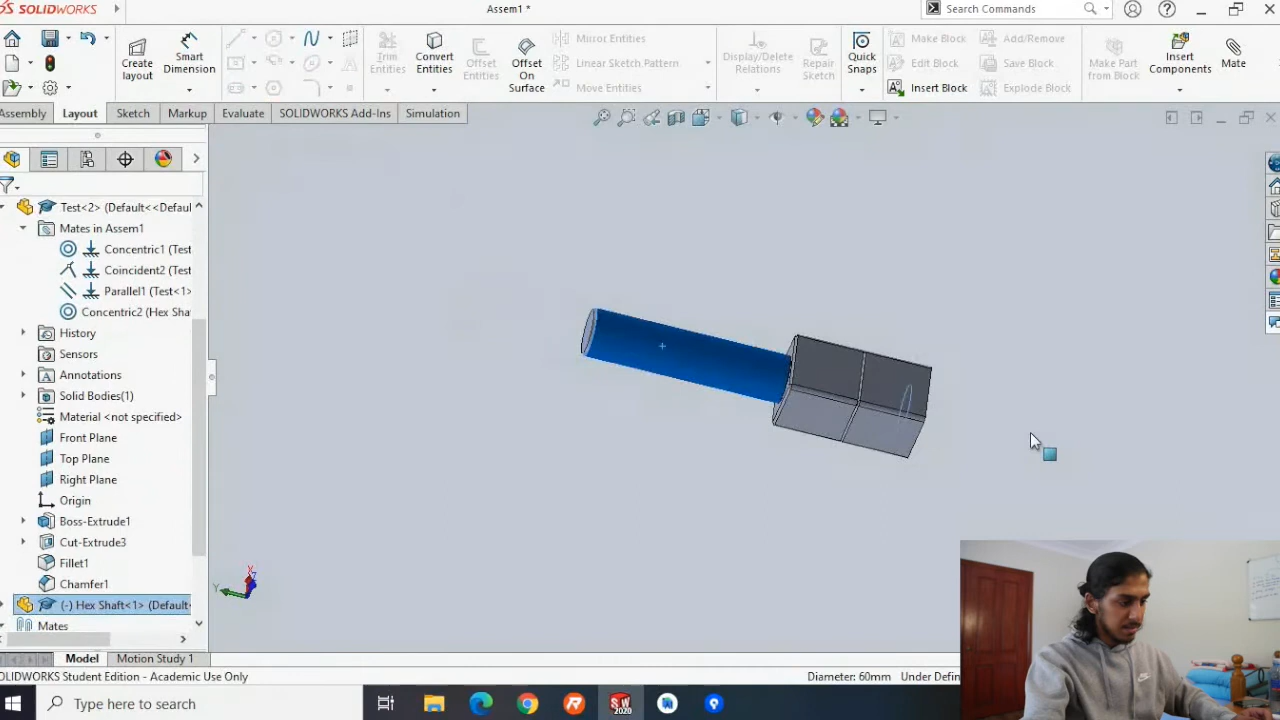 SOLIDWORKS
Assem1 *
Search Commands
Create layout
Smart Dimension
Trim Entities
Convert Entities
Offset Entities
Offset On Surface
Mirror Entities
Linear Sketch Pattern
Move Entities
Display/Delete Relations
Repair Sketch
Quick Snaps
Make Block
Edit Block
Insert Block
Add/Remove
Save Block
Explode Block
Make Part from Block
Insert Components
Mate
Assembly
Layout
Sketch
Markup
Evaluate
SOLIDWORKS Add-Ins
Simulation
Test<2> (Default<<Defaul
Mates in Assem1
Concentric1 (Test
Coincident2 (Test
Parallel1 (Test<1>
Concentric2 (Hex Sha
History
Sensors
Annotations
Solid Bodies(1)
Material <not specified>
Front Plane
Top Plane
Right Plane
Origin
Boss-Extrude1
Cut-Extrude3
Fillet1
Chamfer1
(-) Hex Shaft<1> (Default
Mates
X
Y
Z
Model
Motion Study 1
SOLIDWORKS Student Edition - Academic Use Only
Diameter: 60mm
Under Defin
Type here to search
SW
2020